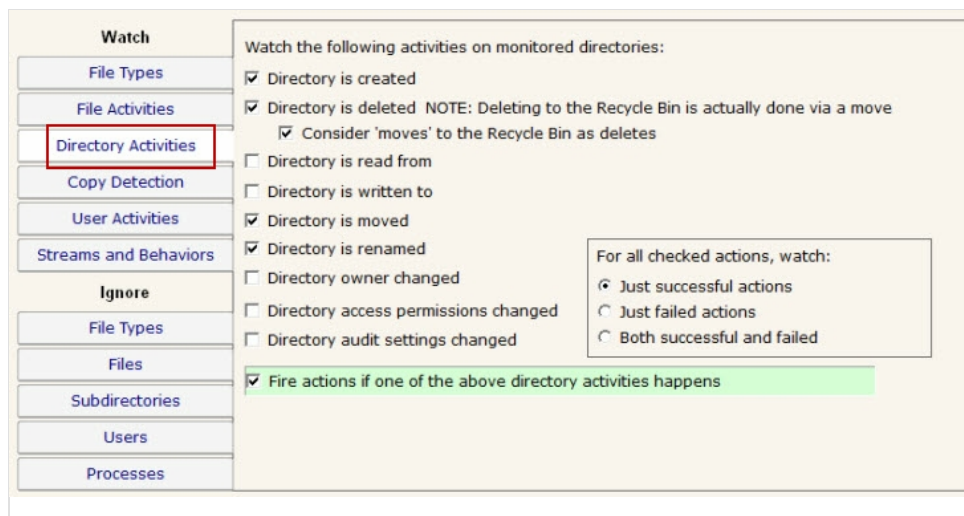 Watch
File Types
File Activities
Directory Activities
Copy Detection
User Activities
Streams and Behaviors
Ignore
File Types
Files
Subdirectories
Users
Processes
Watch the following activities on monitored directories:
Directory is created
Directory is deleted NOTE: Deleting to the Recycle Bin is actually done via a move
Consider 'moves' to the Recycle Bin as deletes
Directory is read from
Directory is written to
Directory is moved
Directory is renamed
Directory owner changed
Directory access permissions changed
Directory audit settings changed
For all checked actions, watch:
Just successful actions
Just failed actions
Both successful and failed
Fire actions if one of the above directory activities happens